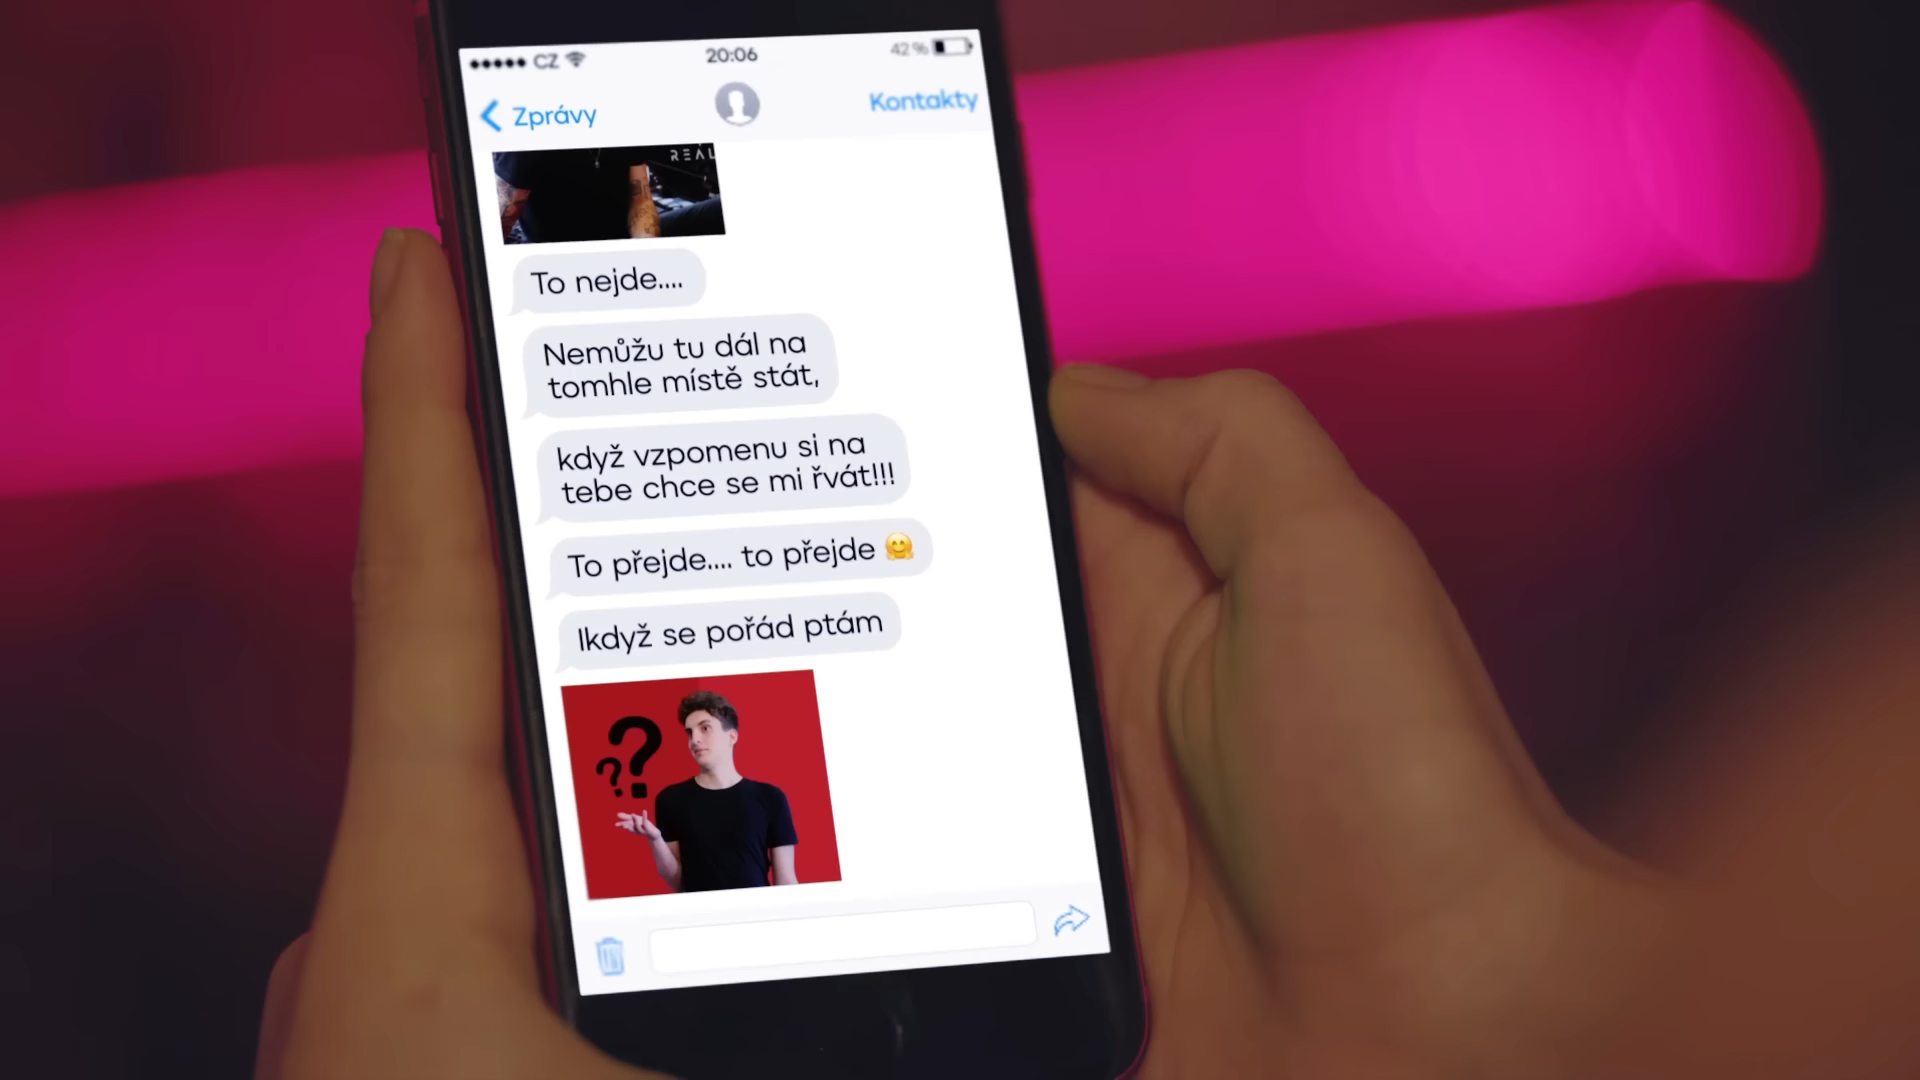 CZ 20:06 42%
Zprávy Kontakty
REAL
To nejde....
Nemůžu tu dál na
tomhle místě stát,
když vzpomenu si na
tebe chce se mi řvát!!!
To přejde.... to přejde 🤗
Ikdyž se pořád ptám
???